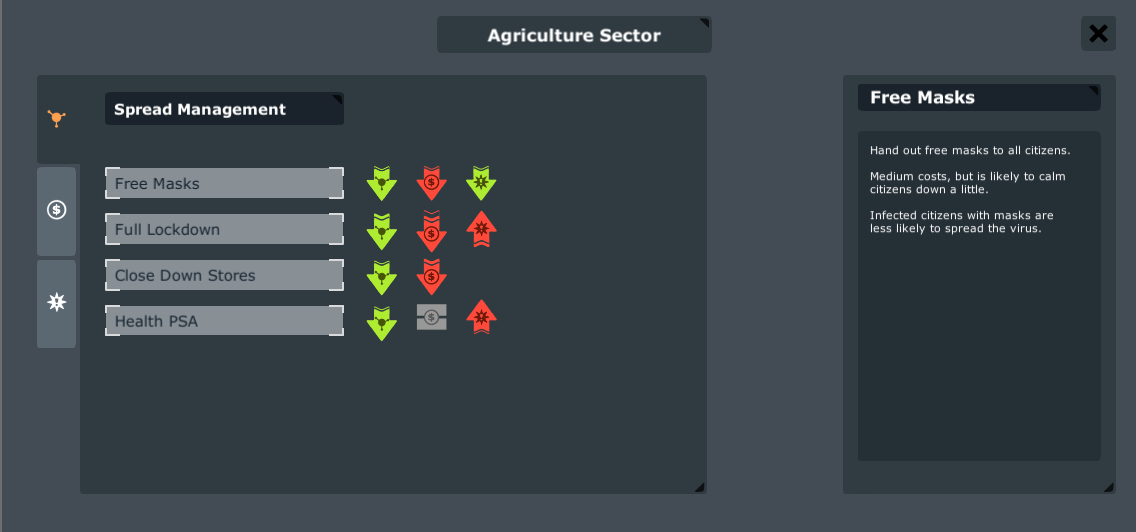 Agriculture Sector
Spread Management
Free Masks
Full Lockdown
Close Down Stores
Health PSA
Free Masks
Hand out free masks to all citizens.
Medium costs, but is likely to calm
citizens down a little.
Infected citizens with masks are
less likely to spread the virus.